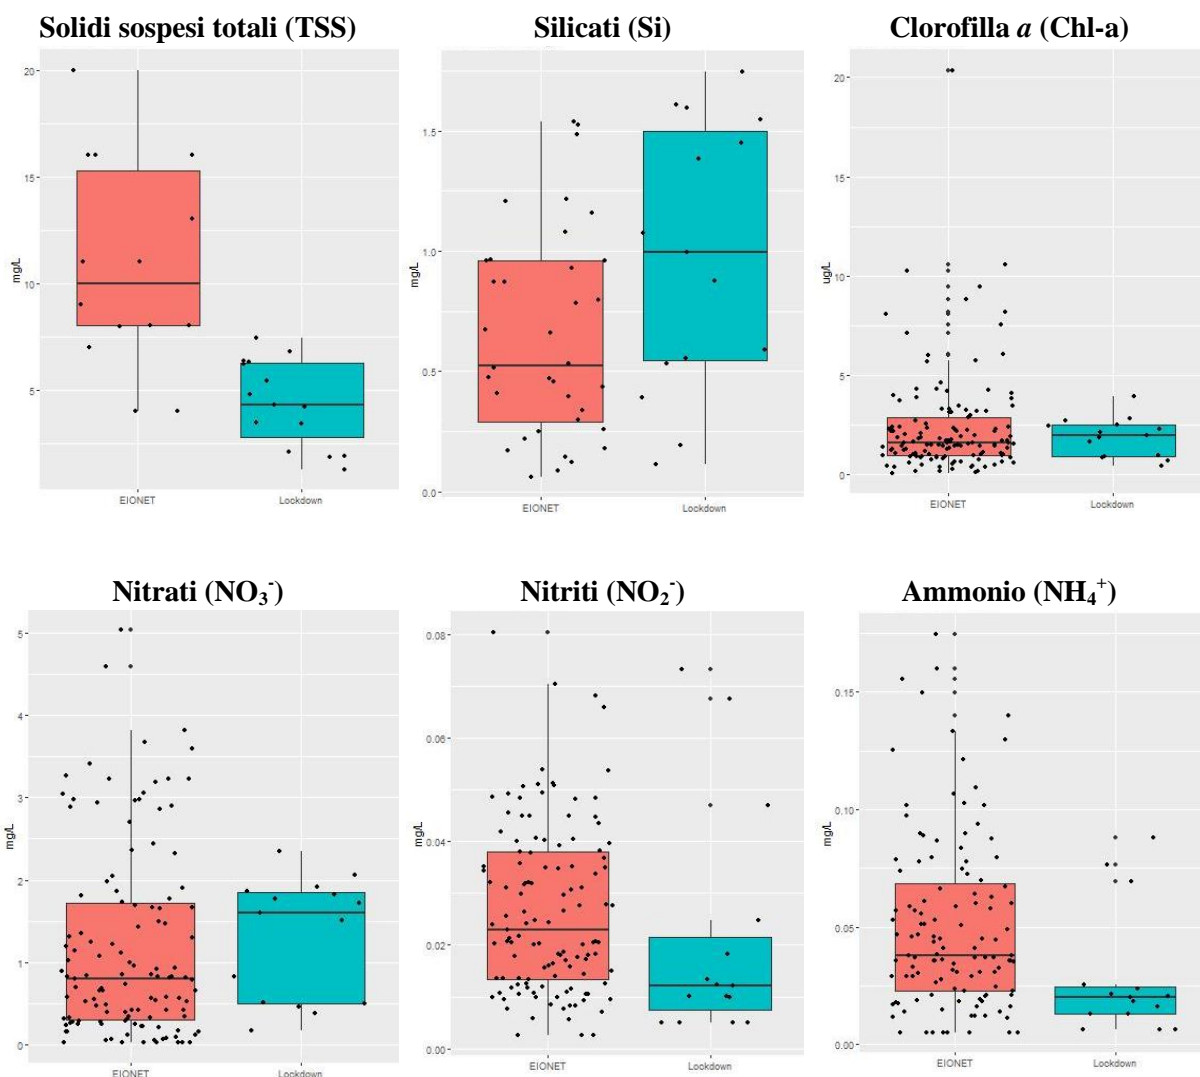 Solidi sospesi totali (TSS)
Silicati (Si)
Clorofilla a (Chl-a)
20
15
10
5
mg/L
EIONET
Lockdown
1.5
1.0
0.5
0.0
mg/L
EIONET
Lockdown
20
15
10
5
0
ug/L
EIONET
Lockdown
Nitrati (NO₃⁻)
Nitriti (NO₂⁻)
Ammonio (NH₄⁺)
5
4
3
2
1
0
mg/L
EIONET
Lockdown
0.08
0.06
0.04
0.02
0.00
mg/L
EIONET
Lockdown
0.15
0.10
0.05
0.00
mg/L
EIONET
Lockdown